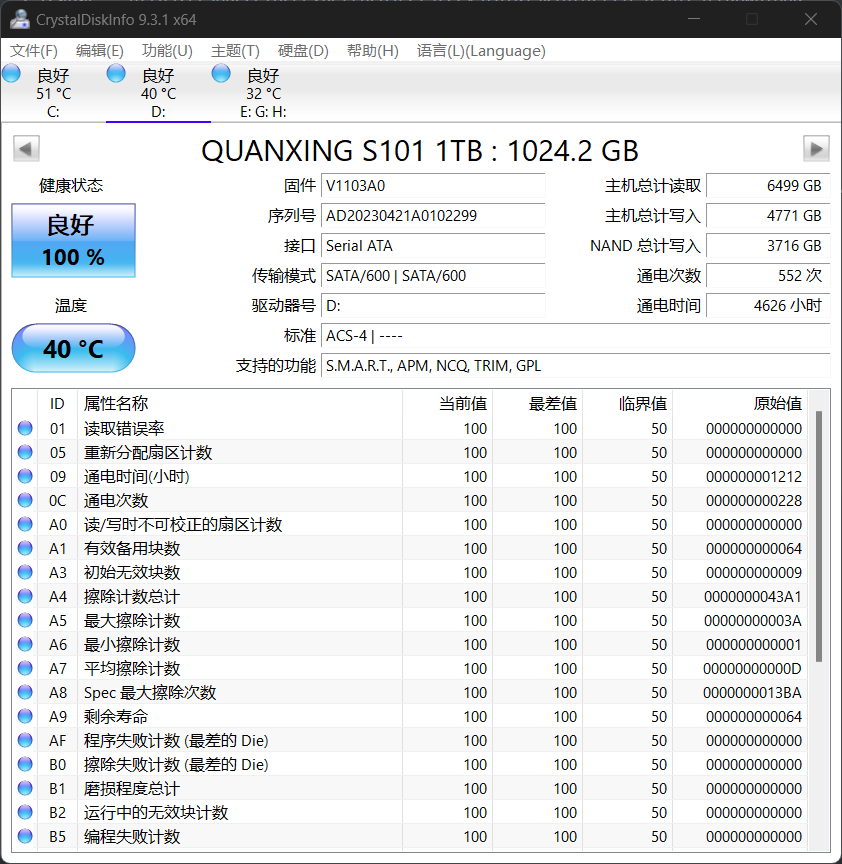 CrystalDiskInfo 9.3.1 x64
文件(F) 编辑(E) 功能(U) 主题(T) 硬盘(D) 帮助(H) 语言(L)(Language)
良好 良好 良好
51 °C 40 °C 32 °C
C: D: E: G: H:
QUANXING S101 1TB : 1024.2 GB
健康状态
良好
100 %
温度
40 °C
固件 V1103A0 主机总计读取 6499 GB
序列号 AD20230421A0102299 主机总计写入 4771 GB
接口 Serial ATA NAND 总计写入 3716 GB
传输模式 SATA/600 | SATA/600 通电次数 552 次
驱动器号 D: 通电时间 4626 小时
标准 ACS-4 | ----
支持的功能 S.M.A.R.T., APM, NCQ, TRIM, GPL
ID 属性名称 当前值 最差值 临界值 原始值
01 读取错误率 100 100 50 000000000000
05 重新分配扇区计数 100 100 50 000000000000
09 通电时间(小时) 100 100 50 000000001212
0C 通电次数 100 100 50 000000000228
A0 读/写时不可校正的扇区计数 100 100 50 000000000000
A1 有效备用块数 100 100 50 000000000064
A3 初始无效块数 100 100 50 000000000009
A4 擦除计数总计 100 100 50 0000000043A1
A5 最大擦除计数 100 100 50 00000000003A
A6 最小擦除计数 100 100 50 000000000001
A7 平均擦除计数 100 100 50 00000000000D
A8 Spec 最大擦除次数 100 100 50 0000000013BA
A9 剩余寿命 100 100 50 000000000064
AF 程序失败计数 (最差的 Die) 100 100 50 000000000000
B0 擦除失败计数 (最差的 Die) 100 100 50 000000000000
B1 磨损程度总计 100 100 50 000000000000
B2 运行中的无效块计数 100 100 50 000000000000
B5 编程失败计数 100 100 50 000000000000